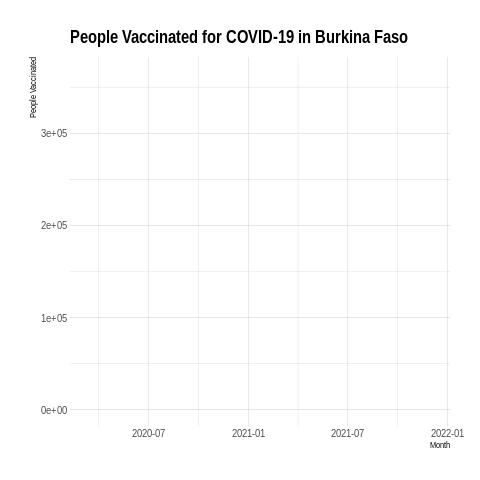 People Vaccinated for COVID-19 in Burkina Faso
People Vaccinated
3e+05
2e+05
1e+05
0e+00
2020-07 2021-01 2021-07 2022-01
Month